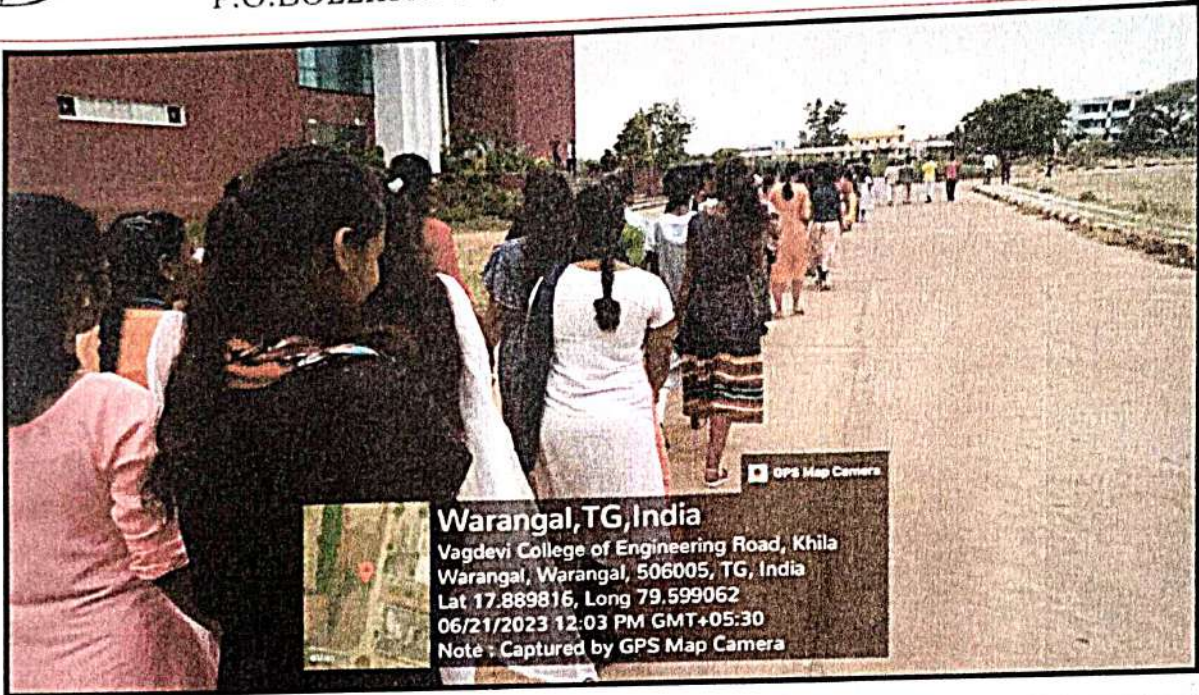 GPS Map Camera
Warangal,TG,India
Vagdevi College of Engineering Road, Khila
Warangal, Warangal, 506005, TG, India
Lat 17.889816, Long 79.599062
06/21/2023 12:03 PM GMT+05:30
Note : Captured by GPS Map Camera